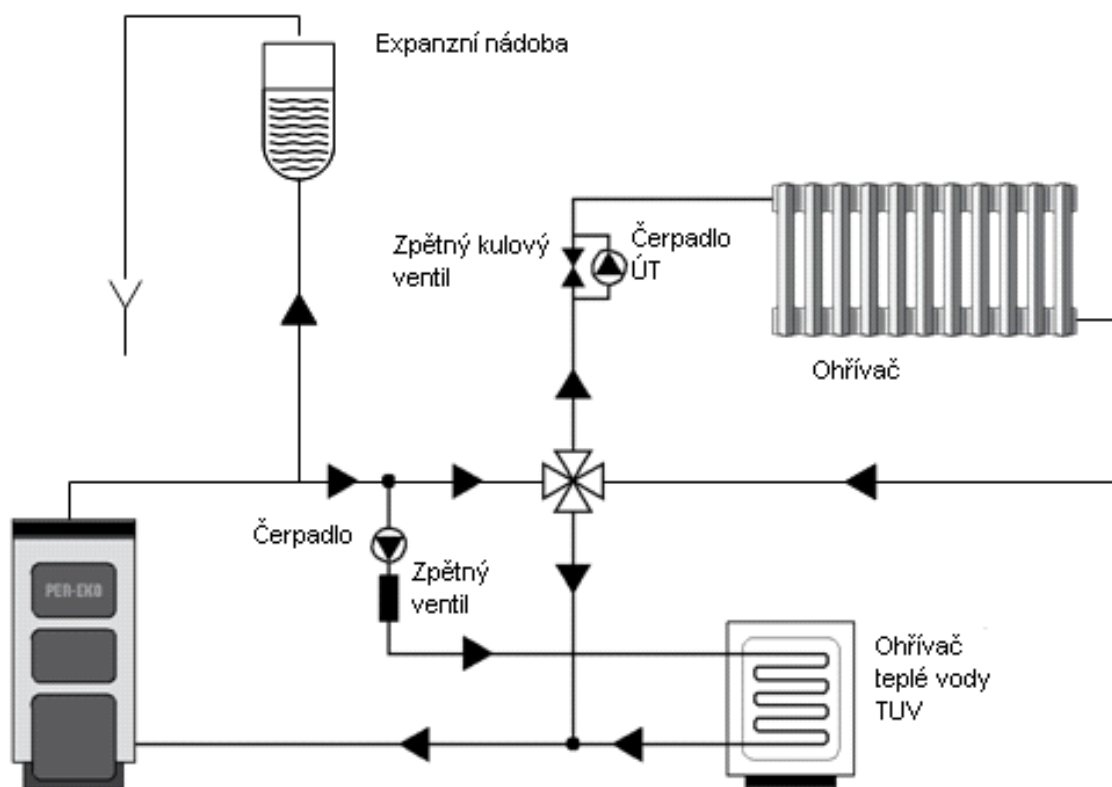 Expanzní nádoba
Zpětný kulový
ventil
Čerpadlo
ÚT
Ohřívač
Čerpadlo
Zpětný
ventil
PER-EKO
Ohřívač
teplé vody
TUV